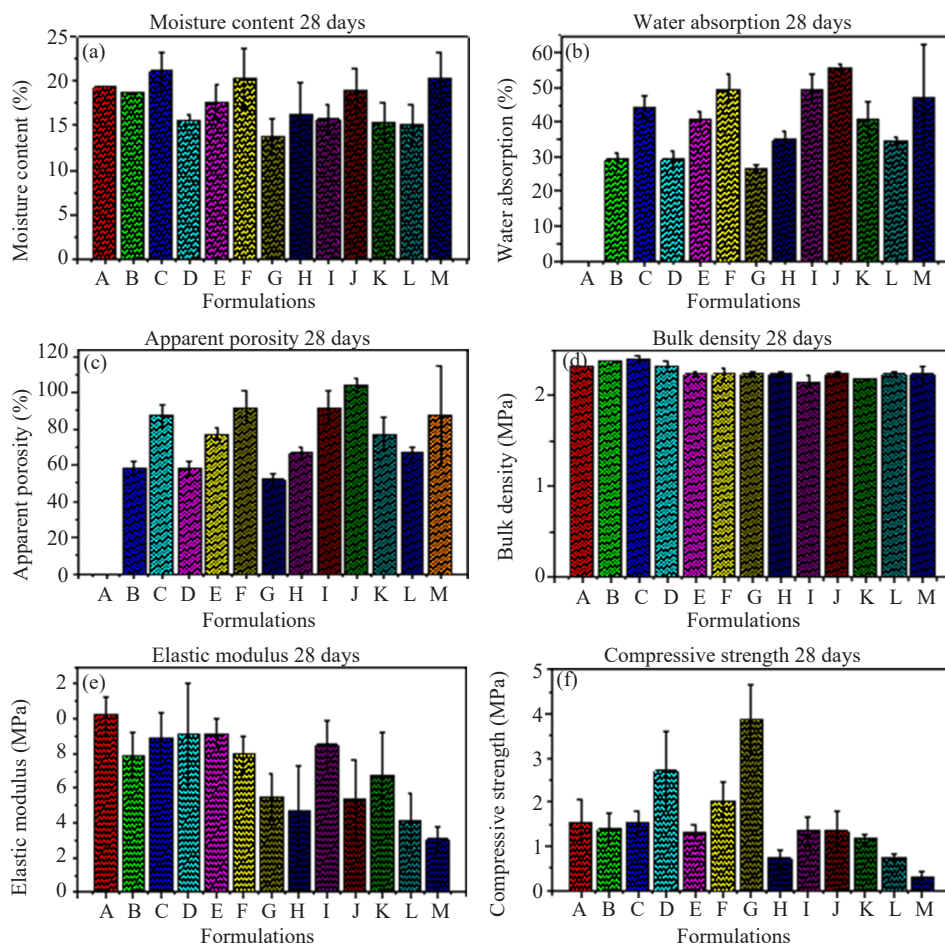 Moisture content 28 days
(a)
25
20
15
10
5
0
Moisture content (%)
A B C D E F G H I J K L M
Formulations
Water absorption 28 days
(b)
60
50
40
30
20
10
0
Water absorption (%)
A B C D E F G H I J K L M
Formulations
Apparent porosity 28 days
(c)
120
100
80
60
40
20
0
Apparent porosity (%)
A B C D E F G H I J K L M
Formulations
Bulk density 28 days
(d)
2
2
0
Bulk density (MPa)
A B C D E F G H I J K L M
Formulations
Elastic modulus 28 days
(e)
2
0
8
6
4
2
0
Elastic modulus (MPa)
A B C D E F G H I J K L M
Formulations
Compressive strength 28 days
(f)
5
4
3
2
1
0
Compressive strength (MPa)
A B C D E F G H I J K L M
Formulations